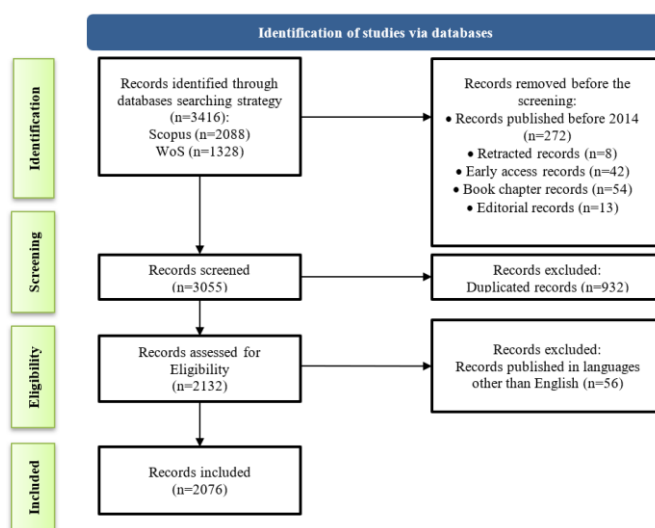 Identification of studies via databases
Identification
Records identified through
databases searching strategy
(n=3416):
Scopus (n=2088)
WoS (n=1328)
Records removed before the
screening:
• Records published before 2014
(n=272)
• Retracted records (n=8)
• Early access records (n=42)
• Book chapter records (n=54)
• Editorial records (n=13)
Screening
Records screened
(n=3055)
Records excluded:
Duplicated records (n=932)
Eligibility
Records assessed for
Eligibility
(n=2132)
Records excluded:
Records published in languages
other than English (n=56)
Included
Records included
(n=2076)